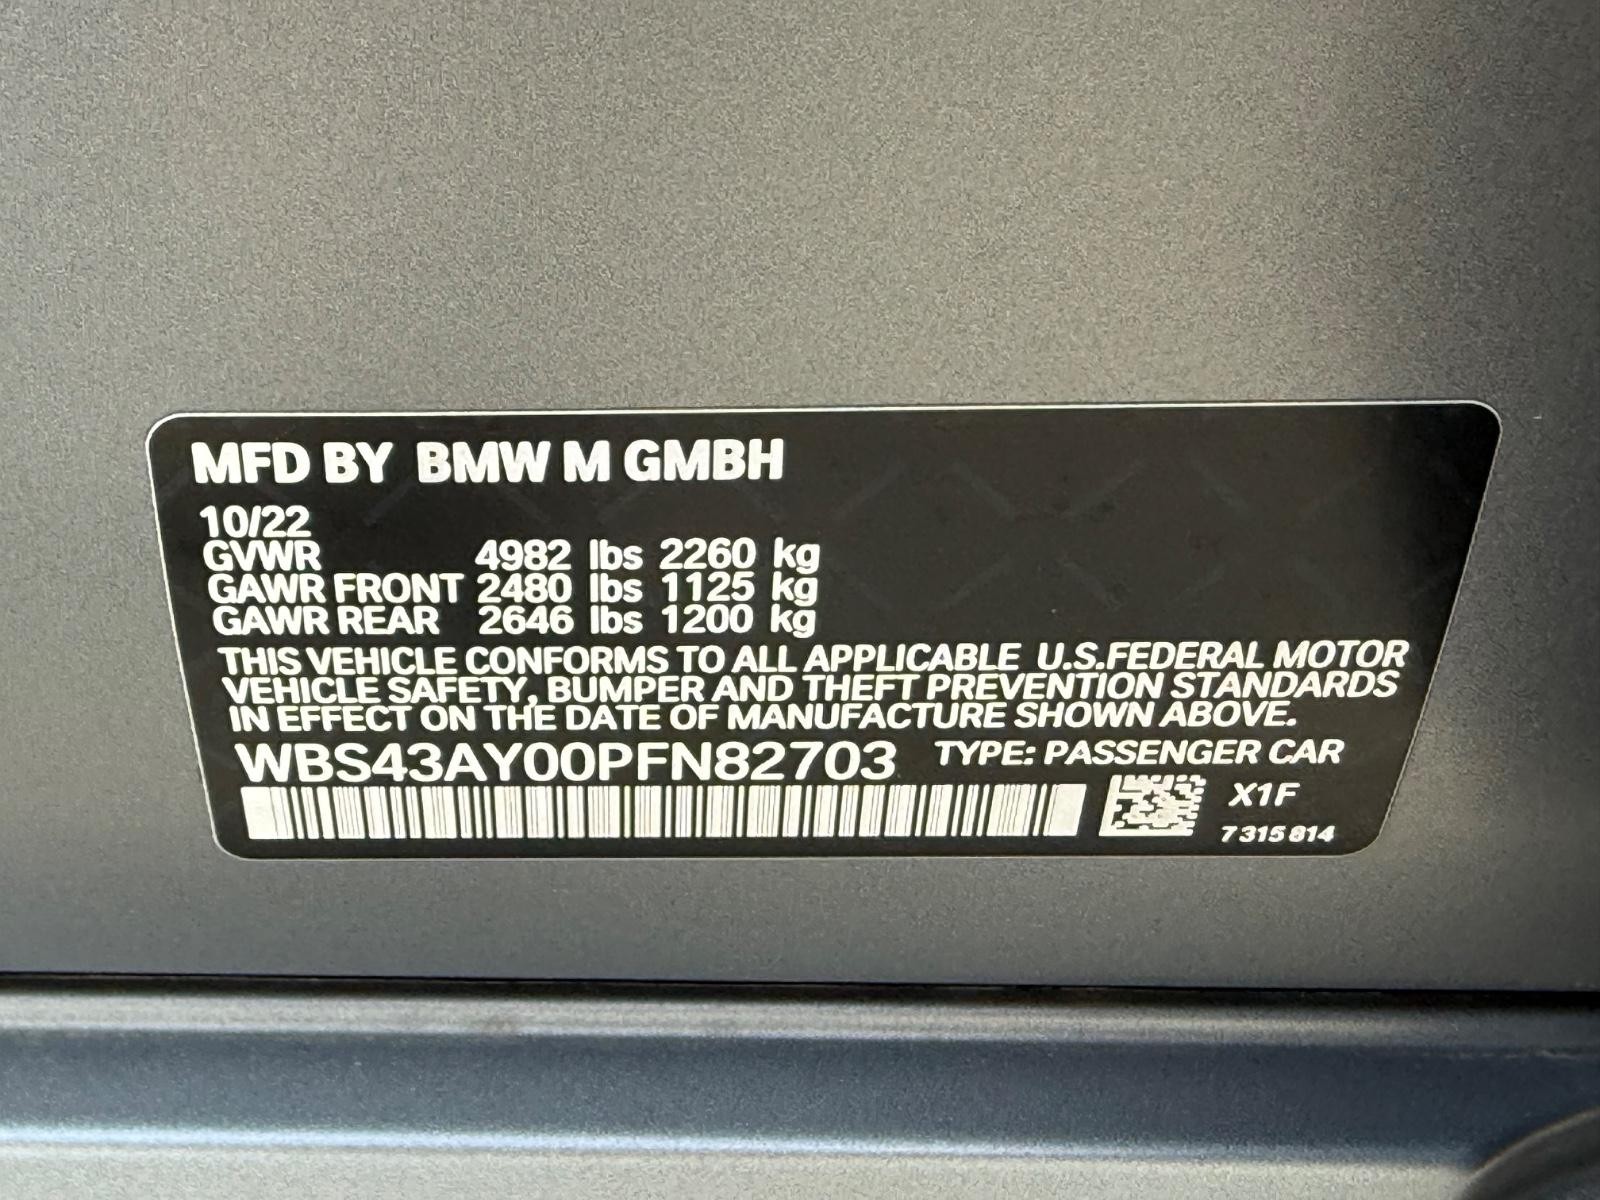 MFD BY BMW M GMBH
10/22
GVWR 4982 lbs 2260 kg
GAWR FRONT 2480 lbs 1125 kg
GAWR REAR 2646 lbs 1200 kg
THIS VEHICLE CONFORMS TO ALL APPLICABLE U.S.FEDERAL MOTOR
VEHICLE SAFETY, BUMPER AND THEFT PREVENTION STANDARDS
IN EFFECT ON THE DATE OF MANUFACTURE SHOWN ABOVE.
WBS43AY00PFN82703 TYPE: PASSENGER CAR
X1F
7 315 814